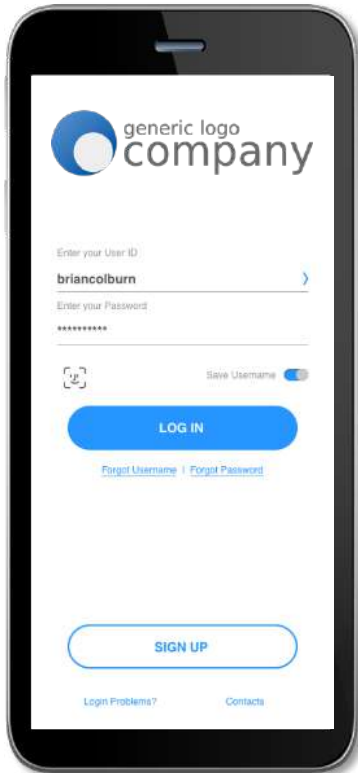 generic logo
company
Enter your User ID
briancolburn
Enter your Password
**********
Save Username
LOG IN
Forgot Username | Forgot Password
SIGN UP
Login Problems? Contacts